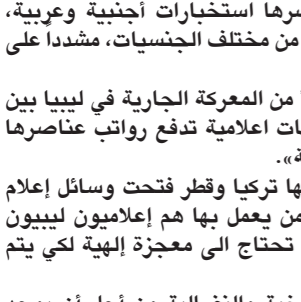 سرها استخبارات أجنبية وعربية،
من مختلف الجنسيات، مشدداً على
من المعركة الجارية في ليبيا بين
ات اعلامية تدفع رواتب عناصرها
ة».
ها تركيا وقطر فتحت وسائل إعلام
من يعمل بها هم إعلاميون ليبيون
تحتاج الى معجزة إلهية لكي يتم